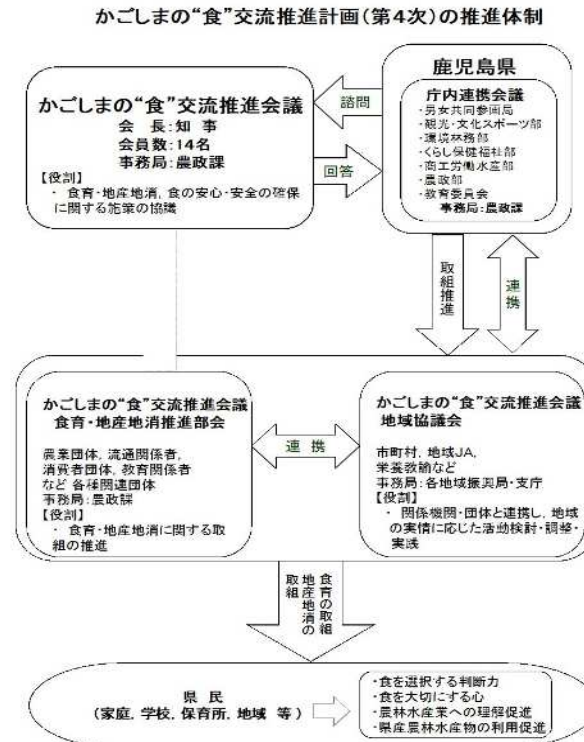 かごしまの“食”交流推進計画(第４次)の推進体制
かごしまの“食”交流推進会議
会 長：知 事
会員数：14名
事務局：農政課
【役割】
・ 食育・地産地消，食の安心・安全の確保
に関する施策の協議
諮問
回答
鹿児島県
庁内連携会議
・男女共同参画局
・観光・文化スポーツ部
・環境林務部
・くらし保健福祉部
・商工労働水産部
・農政部
・教育委員会
事務局：農政課
取組推進
連携
かごしまの“食”交流推進会議
食育・地産地消推進部会
農業団体，流通関係者，
消費者団体，教育関係者
など 各種関連団体
事務局：農政課
【役割】
・ 食育・地産地消に関する取
組の推進
連 携
かごしまの“食”交流推進会議
地域協議会
市町村，地域JA，
栄養教諭など
事務局：各地域振興局・支庁
【役割】
・ 関係機関・団体と連携し，地域
の実情に応じた活動検討・調整・
実践
食育の取組
地産地消の
取組
県 民
(家庭，学校，保育所，地域 等)
・食を選択する判断力
・食を大切にする心
・農林水産業への理解促進
・県産農林水産物の利用促進